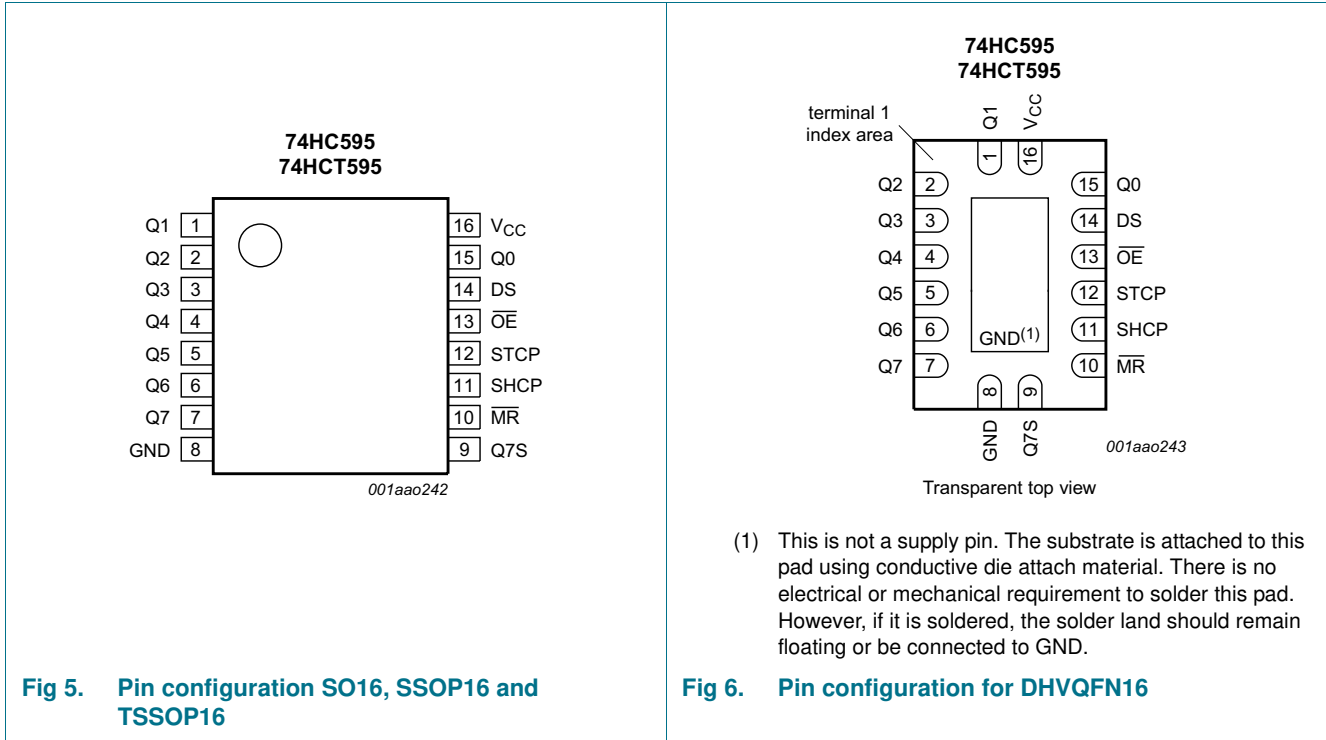 74HC595
74HCT595
Q1 1
Q2 2
Q3 3
Q4 4
Q5 5
Q6 6
Q7 7
GND 8
16 VCC
15 Q0
14 DS
13 O̅E̅
12 STCP
11 SHCP
10 M̅R̅
9 Q7S
001aao242
Fig 5. Pin configuration SO16, SSOP16 and
TSSOP16
74HC595
74HCT595
terminal 1
index area
Q1 VCC
1 16
Q2 2
Q3 3
Q4 4
Q5 5
Q6 6
Q7 7
15 Q0
14 DS
13 O̅E̅
12 STCP
11 SHCP
10 M̅R̅
GND(1)
8 9
GND Q7S
001aao243
Transparent top view
(1) This is not a supply pin. The substrate is attached to this
pad using conductive die attach material. There is no
electrical or mechanical requirement to solder this pad.
However, if it is soldered, the solder land should remain
floating or be connected to GND.
Fig 6. Pin configuration for DHVQFN16